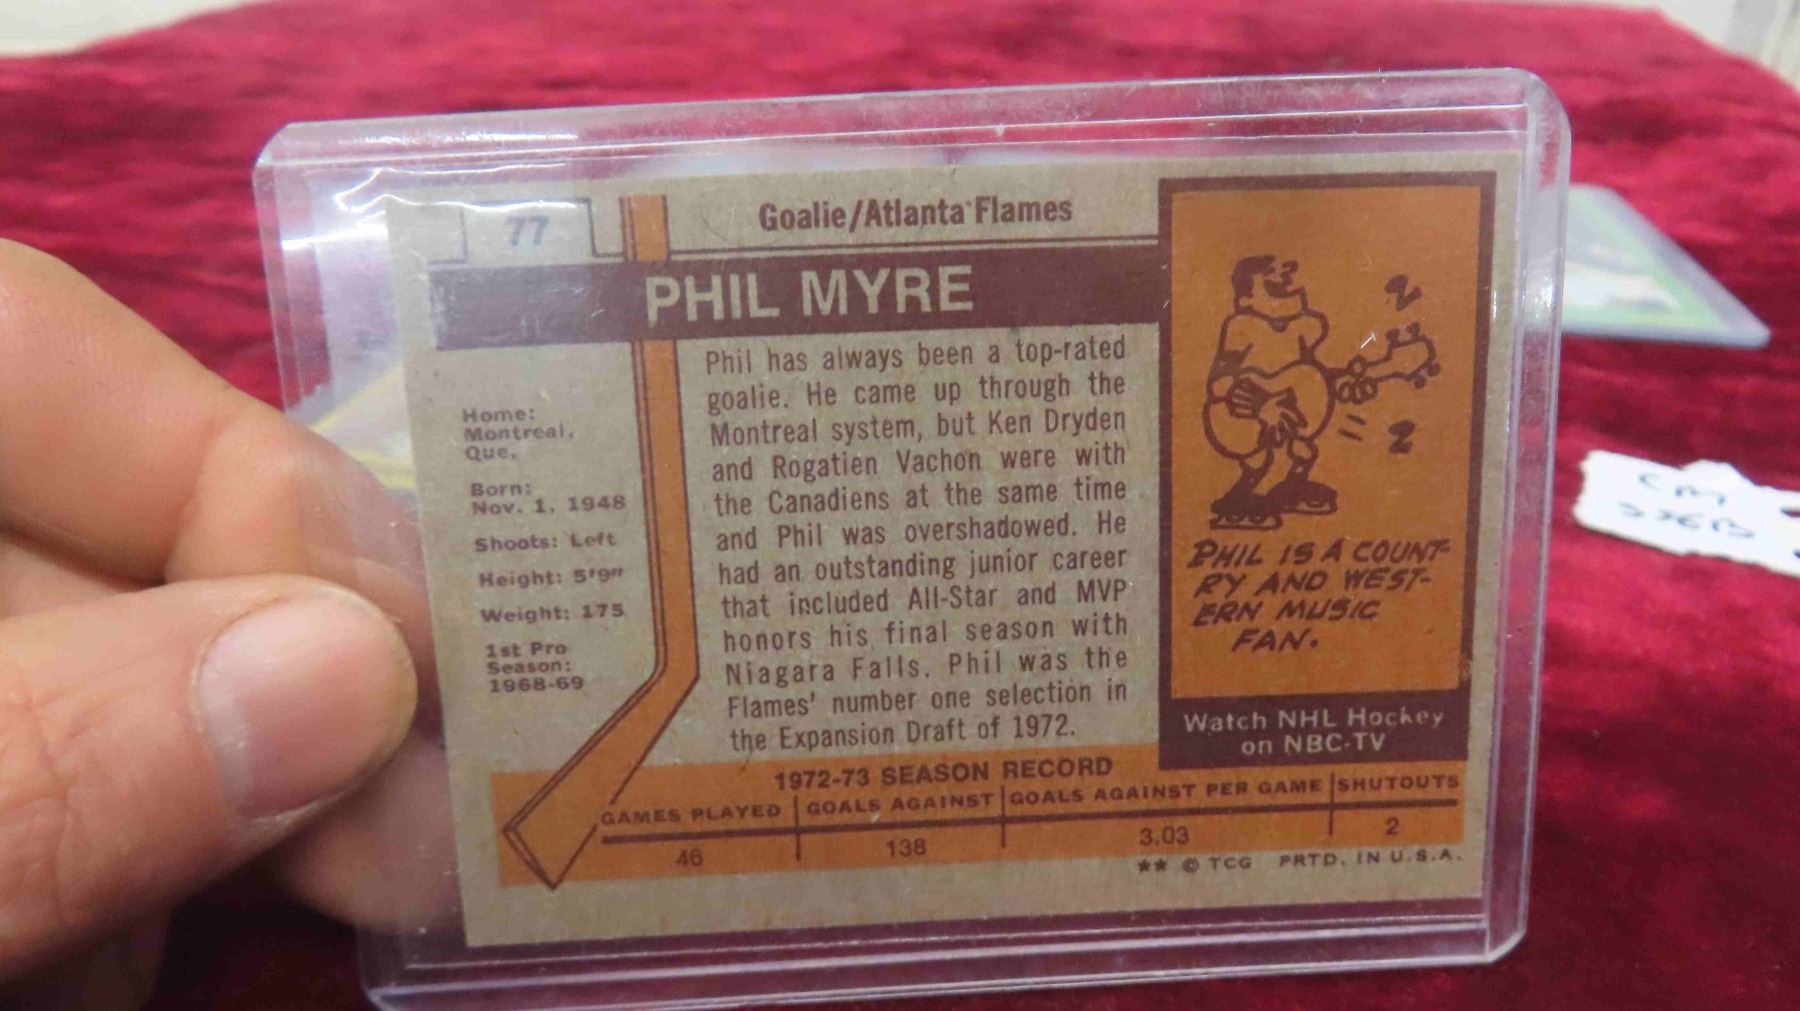 77
Goalie/Atlanta Flames
PHIL MYRE
Home:
Montreal,
Que.
Born:
Nov. 1, 1948
Shoots: Left
Height: 5'9"
Weight: 175
1st Pro
Season:
1968-69
Phil has always been a top-rated
goalie. He came up through the
Montreal system, but Ken Dryden
and Rogatien Vachon were with
the Canadiens at the same time
and Phil was overshadowed. He
had an outstanding junior career
that included All-Star and MVP
honors his final season with
Niagara Falls. Phil was the
Flames' number one selection in
the Expansion Draft of 1972.
PHIL IS A COUNT-
RY AND WEST-
ERN MUSIC
FAN.
Watch NHL Hockey
on NBC-TV
1972-73 SEASON RECORD
GAMES PLAYED GOALS AGAINST GOALS AGAINST PER GAME SHUTOUTS
46 138 3.03 2
** © TCG PRTD. IN U.S.A.